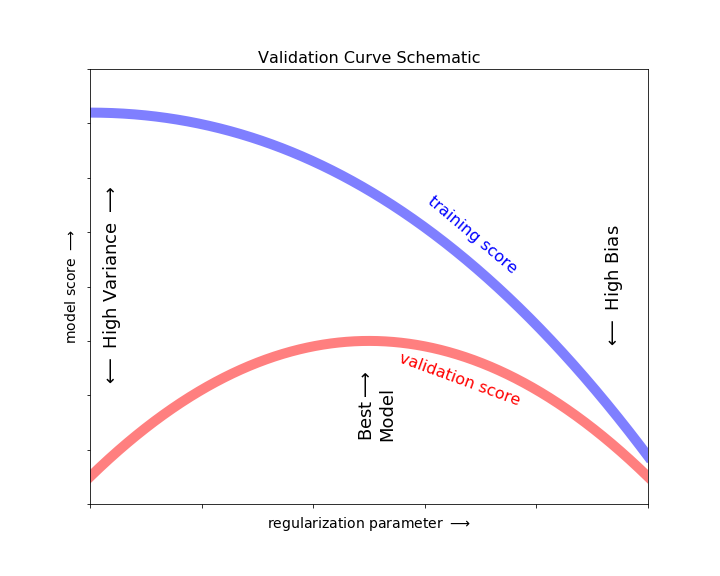 Validation Curve Schematic
model score ⟶
⟵ High Variance ⟶
training score
⟵ High Bias
validation score
Best ⟶
Model
regularization parameter ⟶